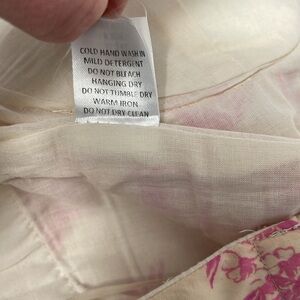 COLD HAND WASH IN
MILD DETERGENT
DO NOT BLEACH
HANGING DRY
DO NOT TUMBLE DRY
WARM IRON
DO NOT DRY CLEAN